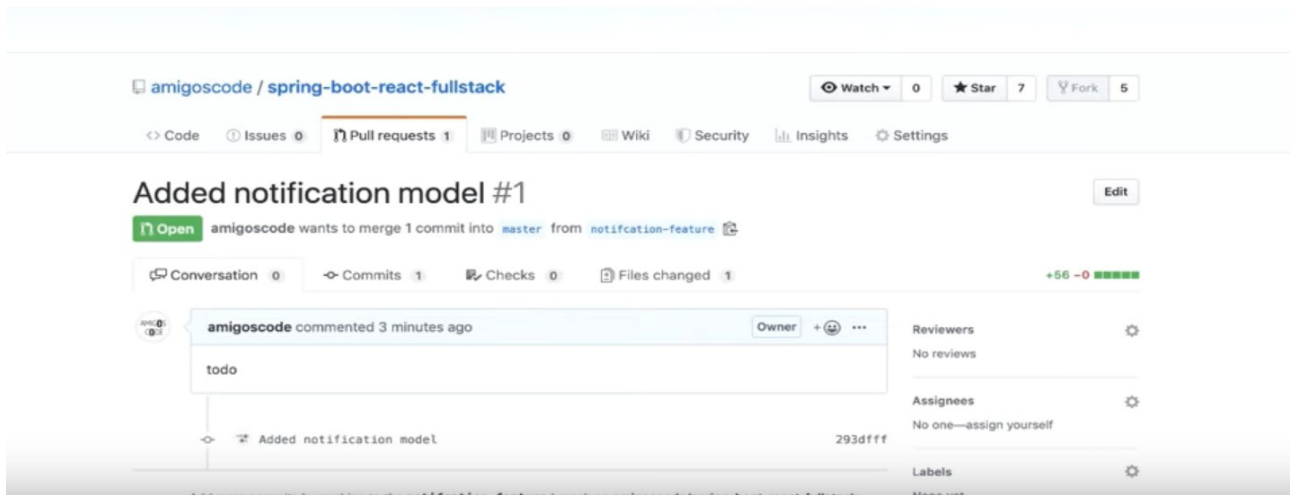 amigoscode / spring-boot-react-fullstack
Watch 0 Star 7 Fork 5
Code Issues 0 Pull requests 1 Projects 0 Wiki Security Insights Settings
Added notification model #1
Edit
Open amigoscode wants to merge 1 commit into master from notifcation-feature
Conversation 0 Commits 1 Checks 0 Files changed 1
+56 −0
AMIGOS CODE
amigoscode commented 3 minutes ago
Owner
todo
Added notification model 293dfff
Reviewers
No reviews
Assignees
No one—assign yourself
Labels